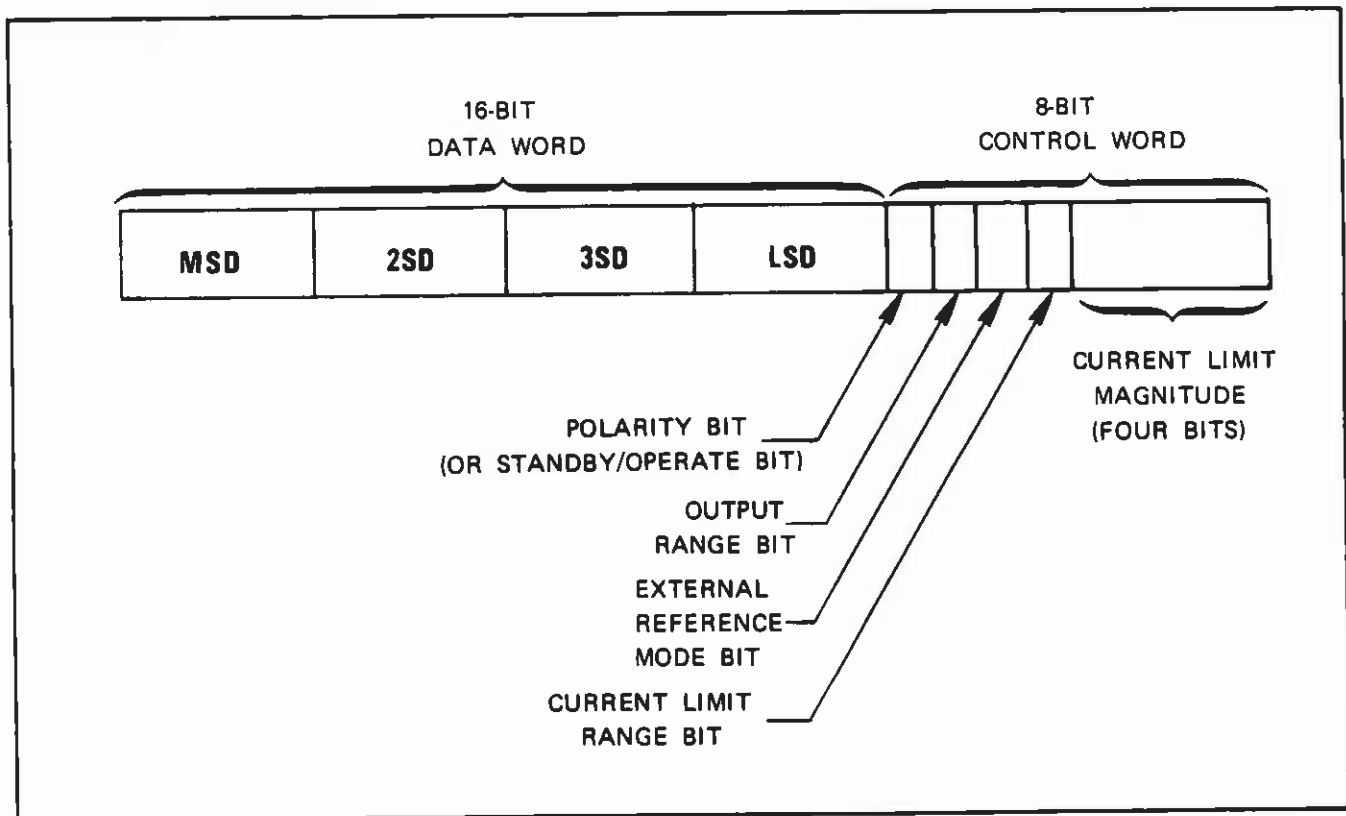 16-BIT
DATA WORD
8-BIT
CONTROL WORD
MSD 2SD 3SD LSD
CURRENT LIMIT
MAGNITUDE
(FOUR BITS)
POLARITY BIT
(OR STANDBY/OPERATE BIT)
OUTPUT
RANGE BIT
EXTERNAL
REFERENCE
MODE BIT
CURRENT LIMIT
RANGE BIT